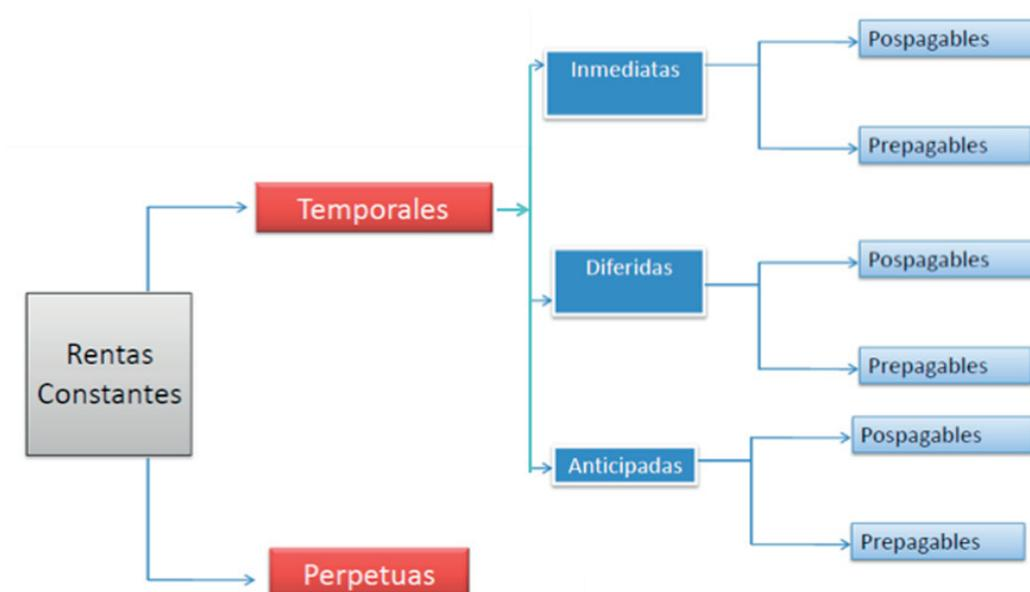 Rentas
Constantes
Temporales
Inmediatas
Pospagables
Prepagables
Diferidas
Pospagables
Prepagables
Anticipadas
Pospagables
Prepagables
Perpetuas